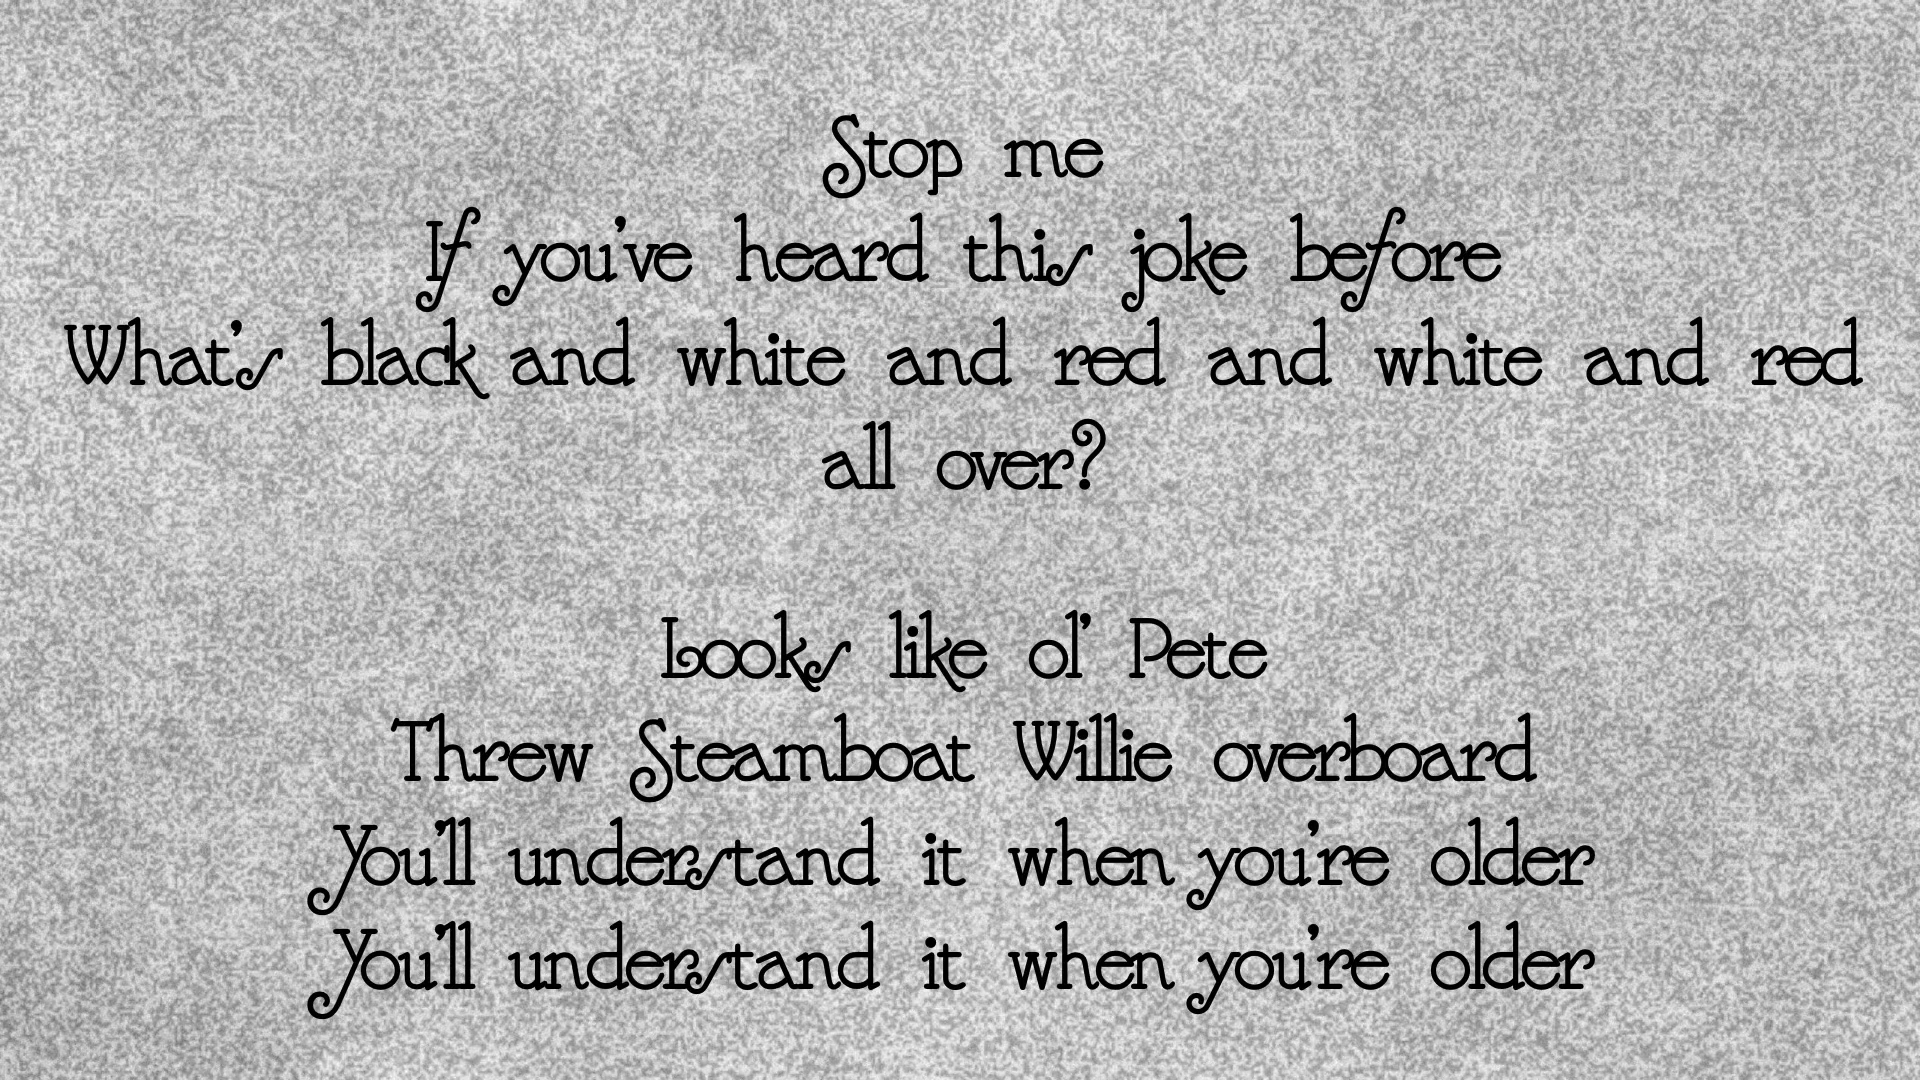 Stop me
If you've heard this joke before
What's black and white and red and white and red
all over?
Looks like ol' Pete
Threw Steamboat Willie overboard
You'll understand it when you're older
You'll understand it when you're older